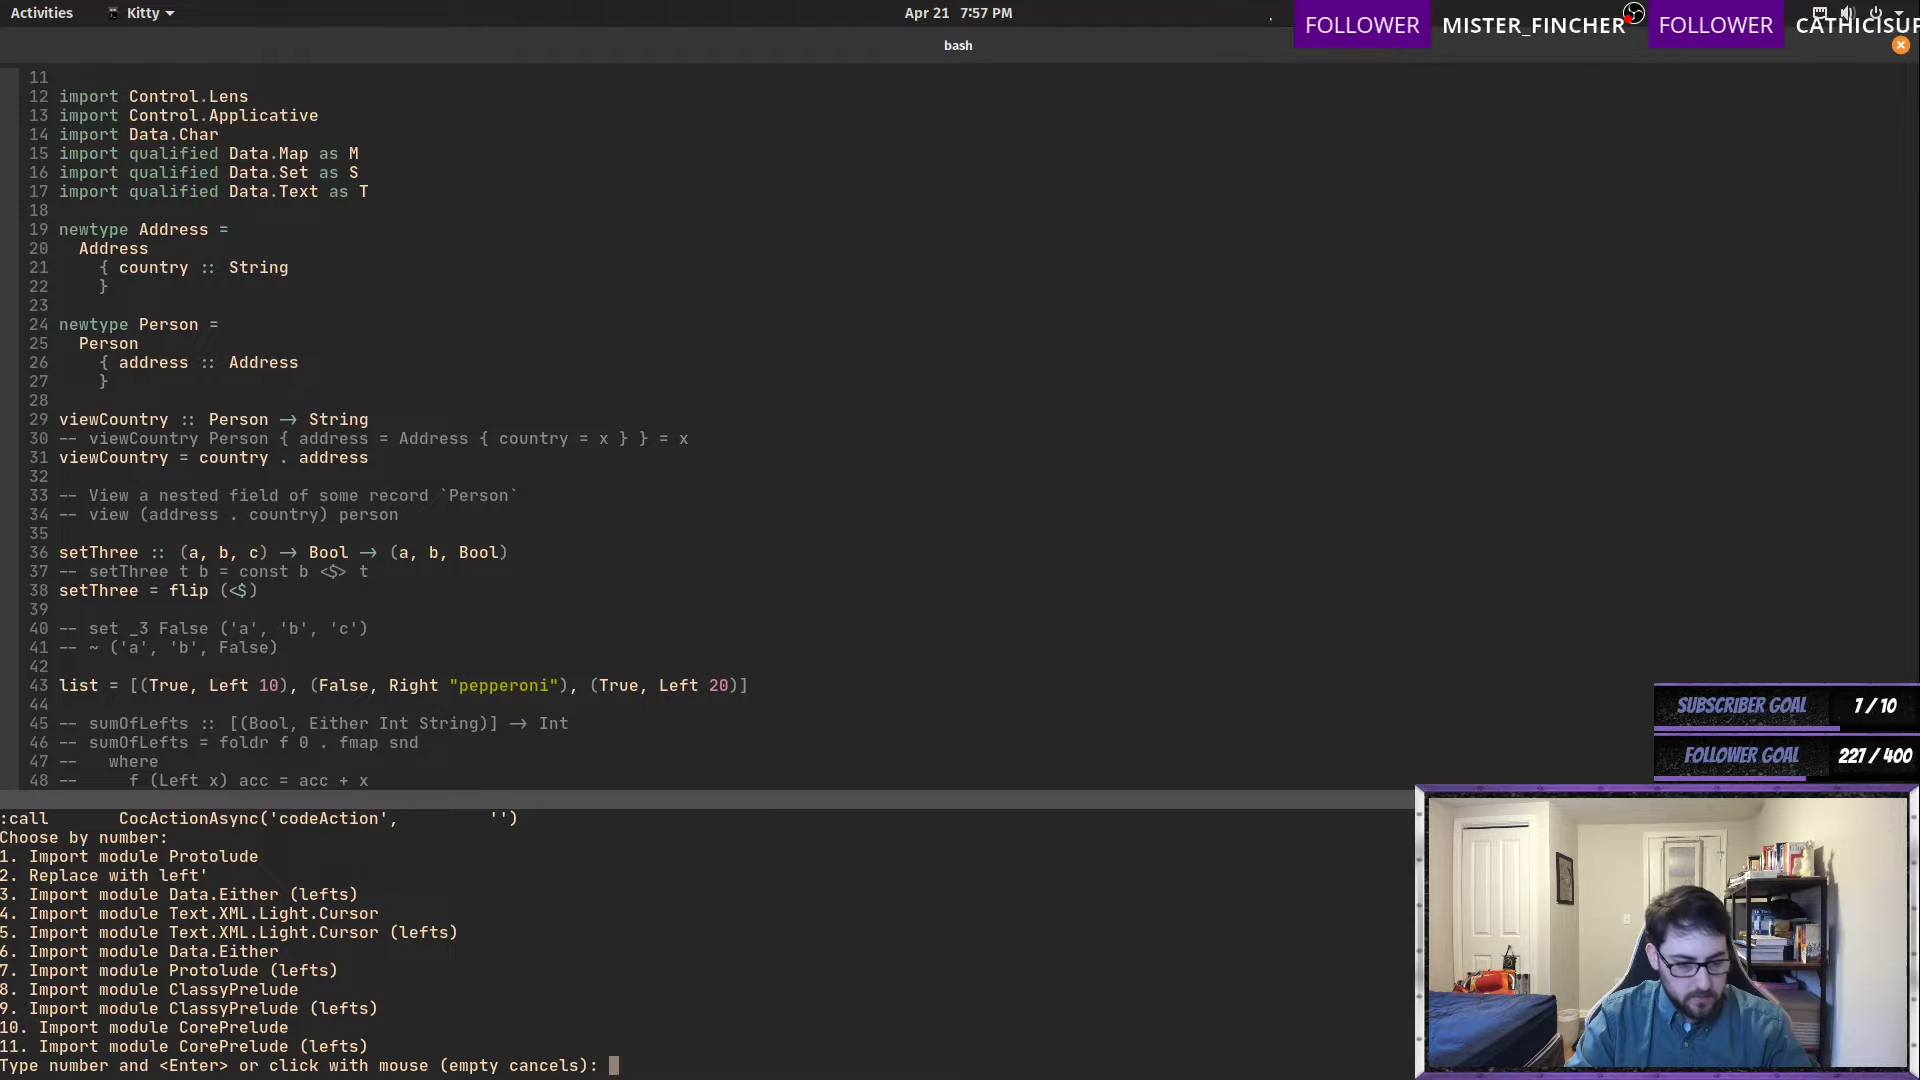 Activities
Kitty
Apr 21 7:57 PM
FOLLOWER MISTER_FINCHER FOLLOWER CATHICISUP
bash
11
12 import Control.Lens
13 import Control.Applicative
14 import Data.Char
15 import qualified Data.Map as M
16 import qualified Data.Set as S
17 import qualified Data.Text as T
18
19 newtype Address =
20   Address
21     { country :: String
22     }
23
24 newtype Person =
25   Person
26     { address :: Address
27     }
28
29 viewCountry :: Person -> String
30 -- viewCountry Person { address = Address { country = x } } = x
31 viewCountry = country . address
32
33 -- View a nested field of some record `Person`
34 -- view (address . country) person
35
36 setThree :: (a, b, c) -> Bool -> (a, b, Bool)
37 -- setThree t b = const b <$> t
38 setThree = flip (<$)
39
40 -- set _3 False ('a', 'b', 'c')
41 -- ~ ('a', 'b', False)
42
43 list = [(True, Left 10), (False, Right "pepperoni"), (True, Left 20)]
44
45 -- sumOfLefts :: [(Bool, Either Int String)] -> Int
46 -- sumOfLefts = foldr f 0 . fmap snd
47 --   where
48 --     f (Left x) acc = acc + x
SUBSCRIBER GOAL 7 / 10
FOLLOWER GOAL 227 / 400
:call       CocActionAsync('codeAction',         '')
Choose by number:
1. Import module Protolude
2. Replace with left'
3. Import module Data.Either (lefts)
4. Import module Text.XML.Light.Cursor
5. Import module Text.XML.Light.Cursor (lefts)
6. Import module Data.Either
7. Import module Protolude (lefts)
8. Import module ClassyPrelude
9. Import module ClassyPrelude (lefts)
10. Import module CorePrelude
11. Import module CorePrelude (lefts)
Type number and <Enter> or click with mouse (empty cancels):